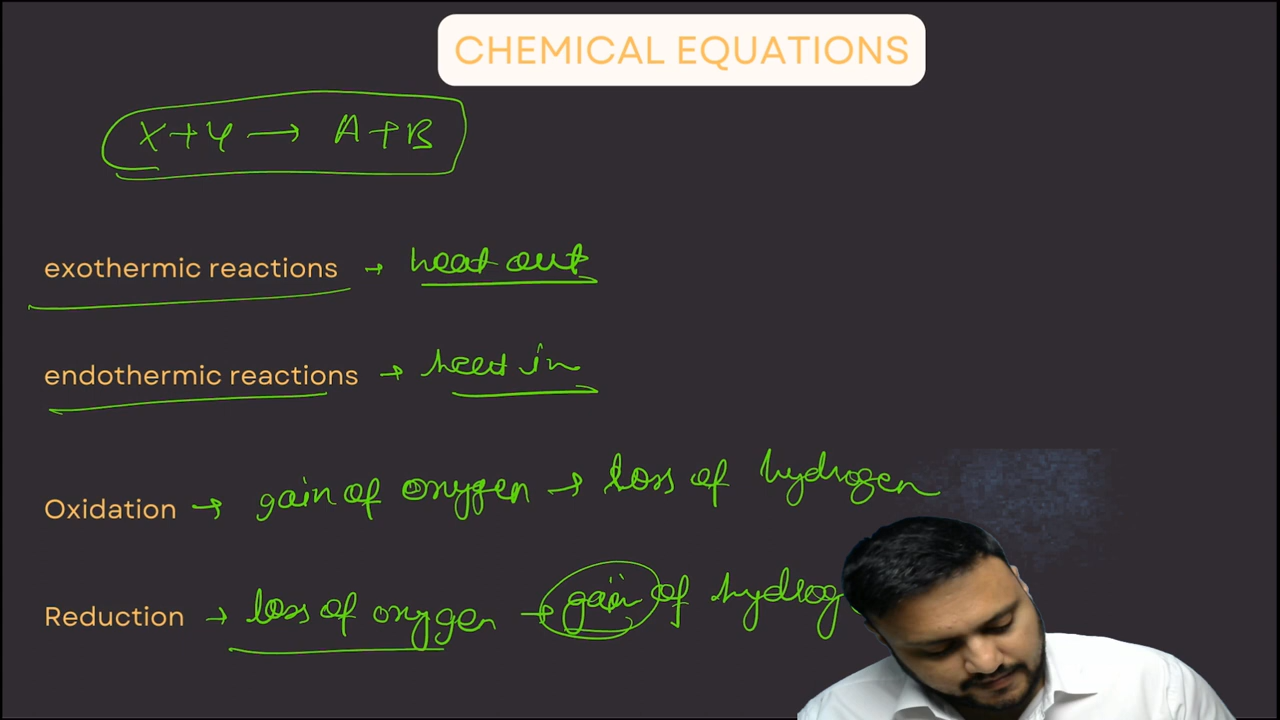 CHEMICAL EQUATIONS
X+Y → A+B
exothermic reactions → heat out
endothermic reactions → heat in
Oxidation → gain of oxygen → loss of hydrogen
Reduction → loss of oxygen → gain of hydrog